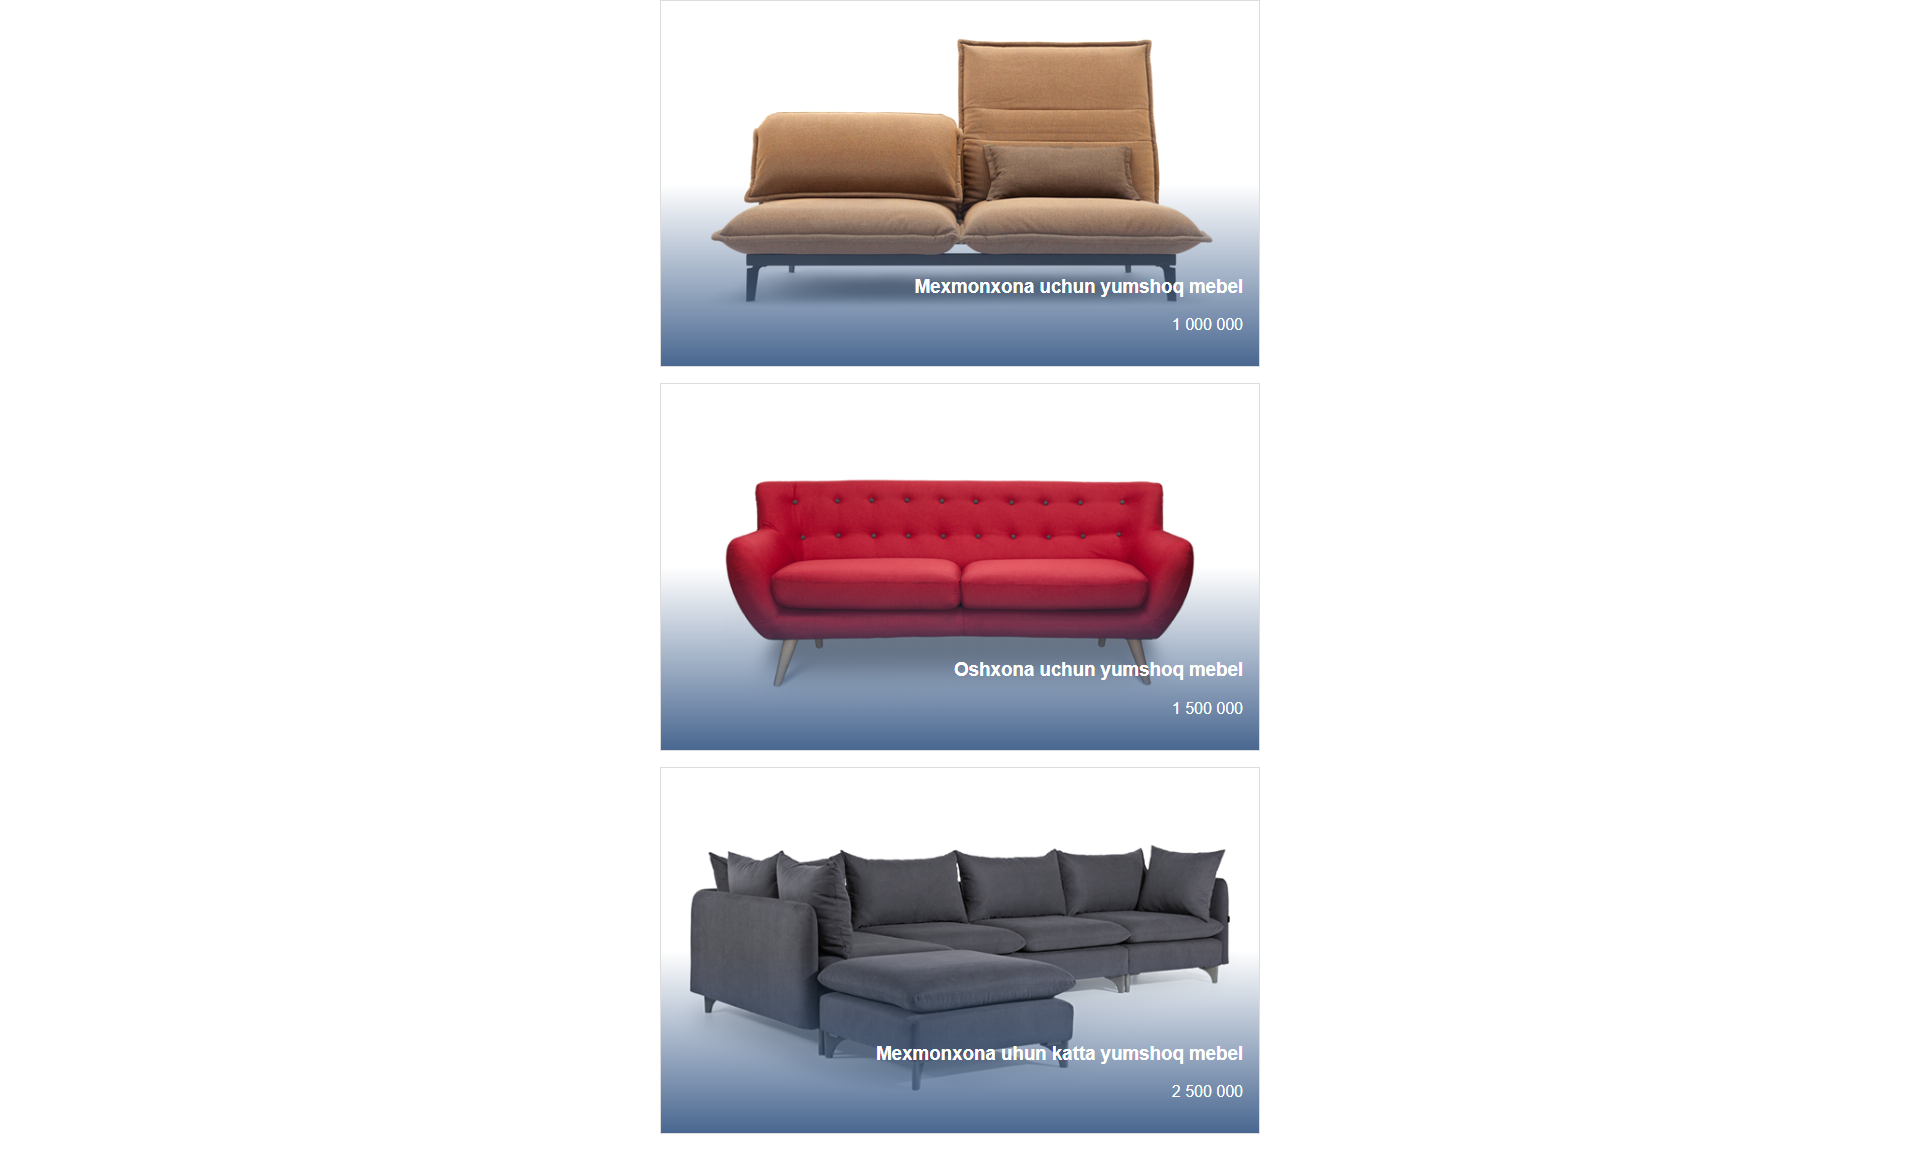 Mexmonxona uchun yumshoq mebel
1 000 000
Oshxona uchun yumshoq mebel
1 500 000
Mexmonxona uhun katta yumshoq mebel
2 500 000